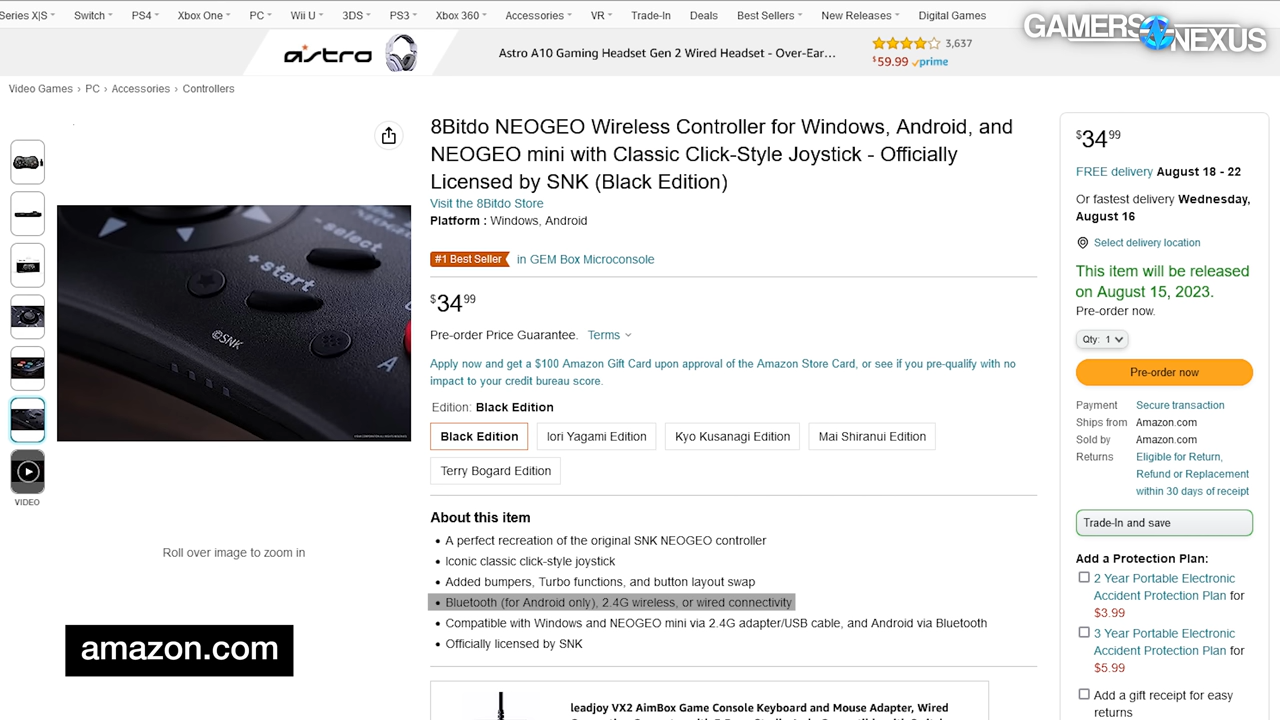 Series X|S Switch PS4 Xbox One PC Wii U 3DS PS3 Xbox 360 Accessories VR Trade-In Deals Best Sellers New Releases Digital Games
GAMERS NEXUS
ASTRO Astro A10 Gaming Headset Gen 2 Wired Headset - Over-Ear… 3,637
$59.99 prime
Video Games › PC › Accessories › Controllers
8Bitdo NEOGEO Wireless Controller for Windows, Android, and
NEOGEO mini with Classic Click-Style Joystick - Officially
Licensed by SNK (Black Edition)
Visit the 8Bitdo Store
Platform : Windows, Android
#1 Best Seller in GEM Box Microconsole
$34 99
Pre-order Price Guarantee. Terms
Apply now and get a $100 Amazon Gift Card upon approval of the Amazon Store Card, or see if you pre-qualify with no
impact to your credit bureau score.
Edition: Black Edition
Black Edition Iori Yagami Edition Kyo Kusanagi Edition Mai Shiranui Edition
Terry Bogard Edition
About this item
• A perfect recreation of the original SNK NEOGEO controller
• Iconic classic click-style joystick
• Added bumpers, Turbo functions, and button layout swap
• Bluetooth (for Android only), 2.4G wireless, or wired connectivity
• Compatible with Windows and NEOGEO mini via 2.4G adapter/USB cable, and Android via Bluetooth
• Officially licensed by SNK
leadjoy VX2 AimBox Game Console Keyboard and Mouse Adapter, Wired
- select
+ start
©SNK
A
VIDEO
Roll over image to zoom in
amazon.com
$34 99
FREE delivery August 18 - 22
Or fastest delivery Wednesday,
August 16
Select delivery location
This item will be released
on August 15, 2023.
Pre-order now.
Qty: 1
Pre-order now
Payment Secure transaction
Ships from Amazon.com
Sold by Amazon.com
Returns Eligible for Return,
Refund or Replacement
within 30 days of receipt
Trade-In and save
Add a Protection Plan:
2 Year Portable Electronic
Accident Protection Plan for
$3.99
3 Year Portable Electronic
Accident Protection Plan for
$5.99
Add a gift receipt for easy
returns